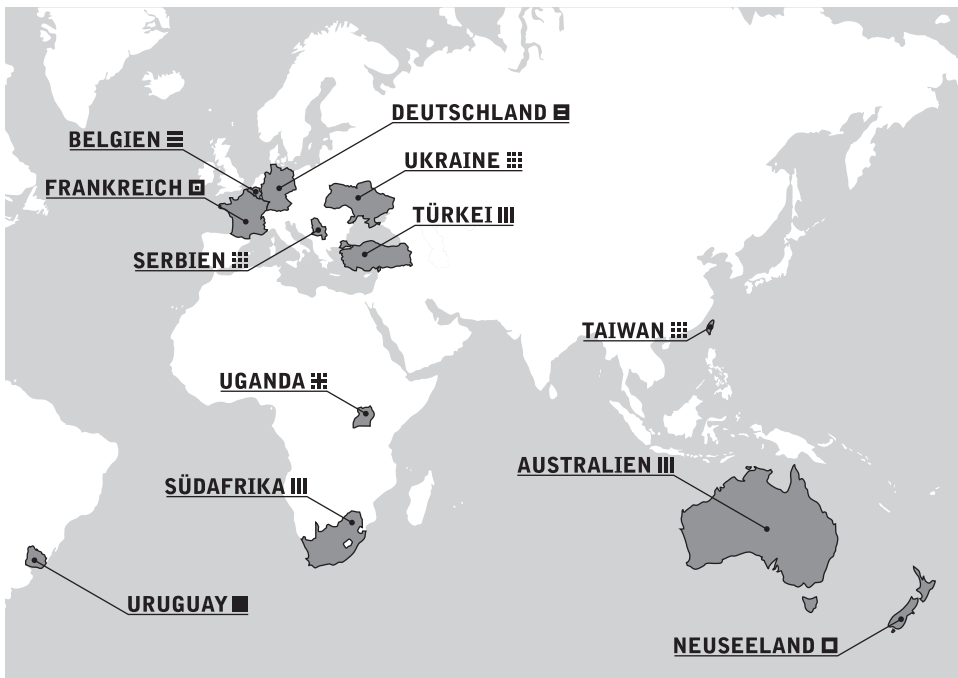 DEUTSCHLAND
BELGIEN
UKRAINE
FRANKREICH
TÜRKEI
SERBIEN
TAIWAN
UGANDA
AUSTRALIEN
SÜDAFRIKA
URUGUAY
NEUSEELAND